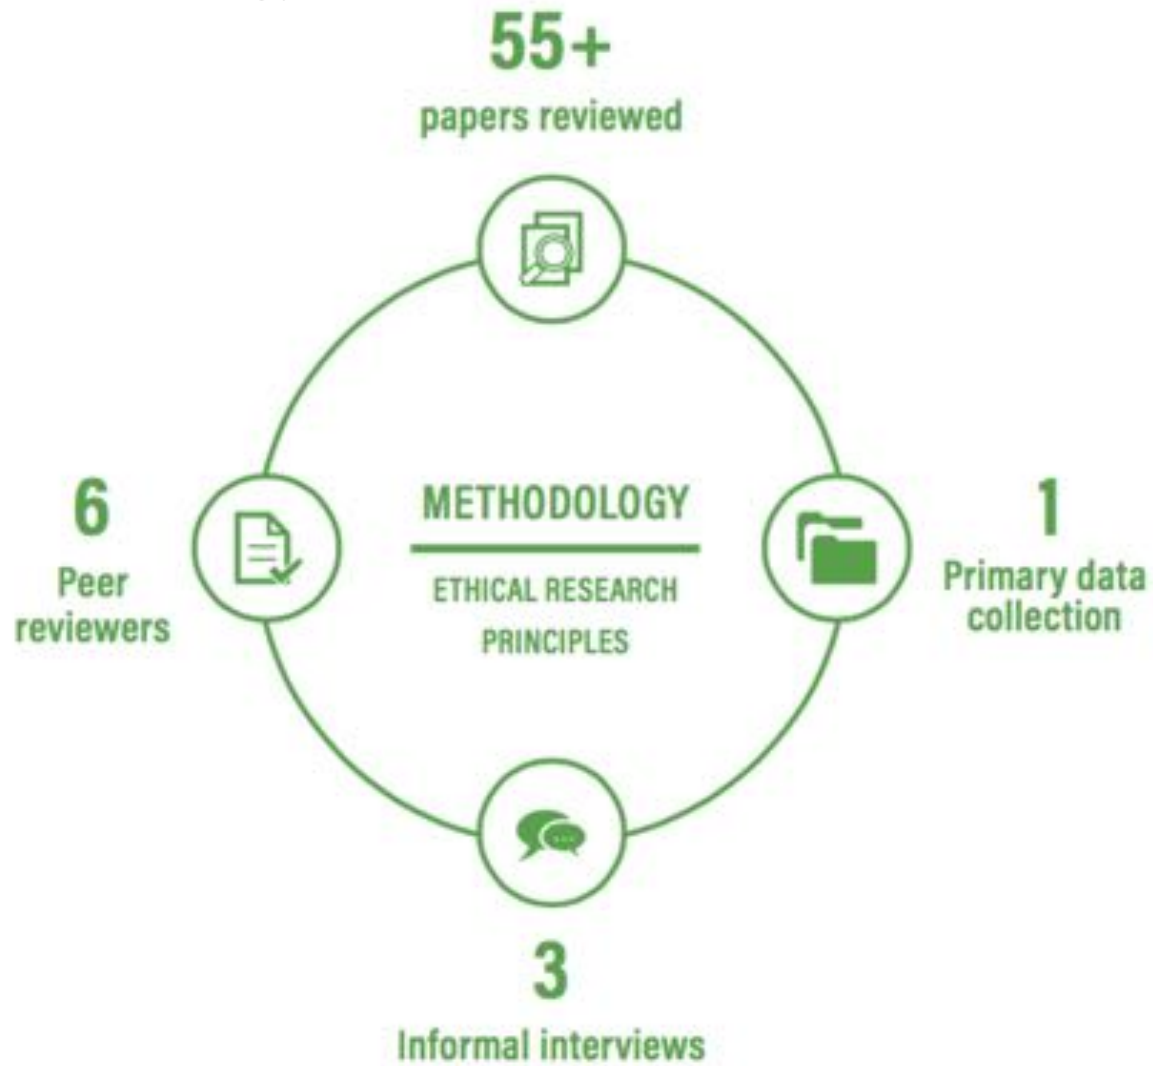 55+
papers reviewed
6
Peer
reviewers
METHODOLOGY
ETHICAL RESEARCH
PRINCIPLES
1
Primary data
collection
3
Informal interviews